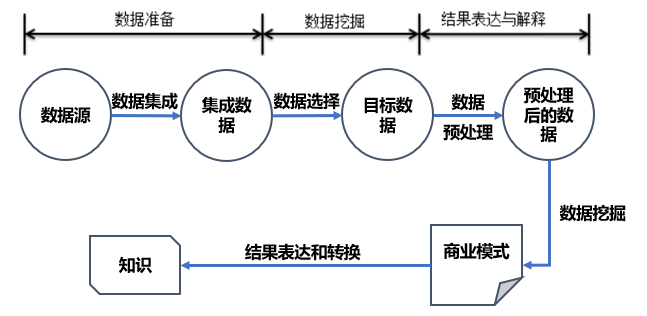 数据准备
数据挖掘
结果表达与解释
数据源
数据集成
集成数
据
数据选择
目标数
据
数据
预处理
预处理
后的数
据
数据挖掘
商业模式
结果表达和转换
知识